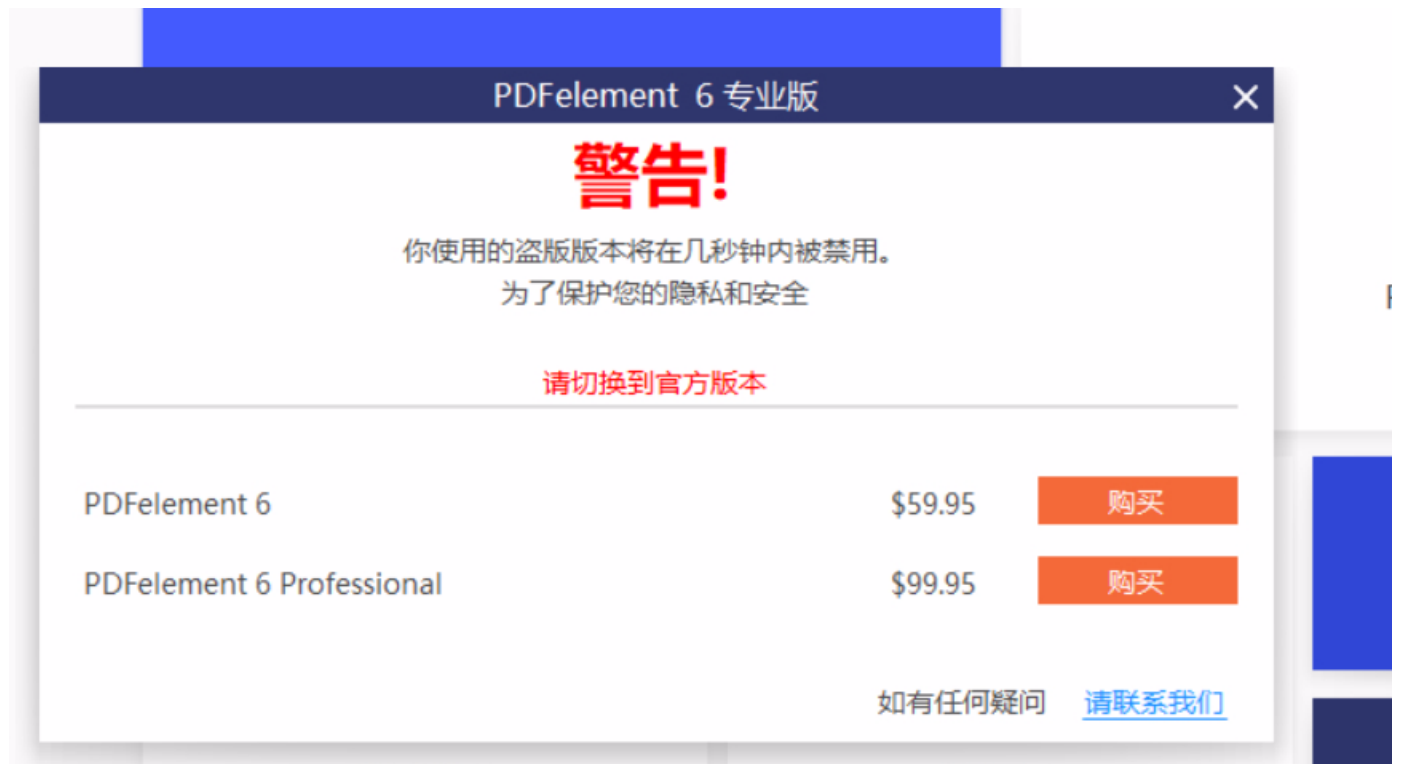 PDFelement 6 专业版
警告!
你使用的盗版版本将在几秒钟内被禁用。
为了保护您的隐私和安全
请切换到官方版本
PDFelement 6 $59.95 购买
PDFelement 6 Professional $99.95 购买
如有任何疑问 请联系我们